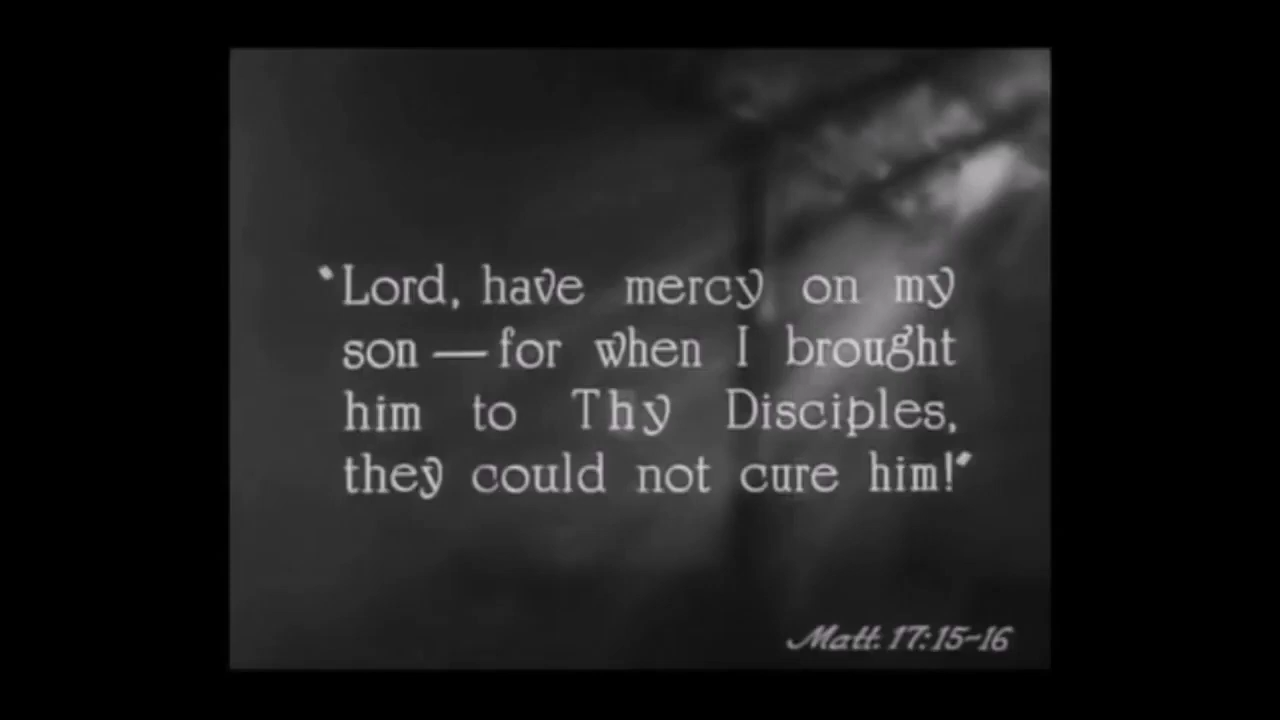 "Lord, have mercy on my
son — for when I brought
him to Thy Disciples,
they could not cure him!"
Matt. 17:15-16